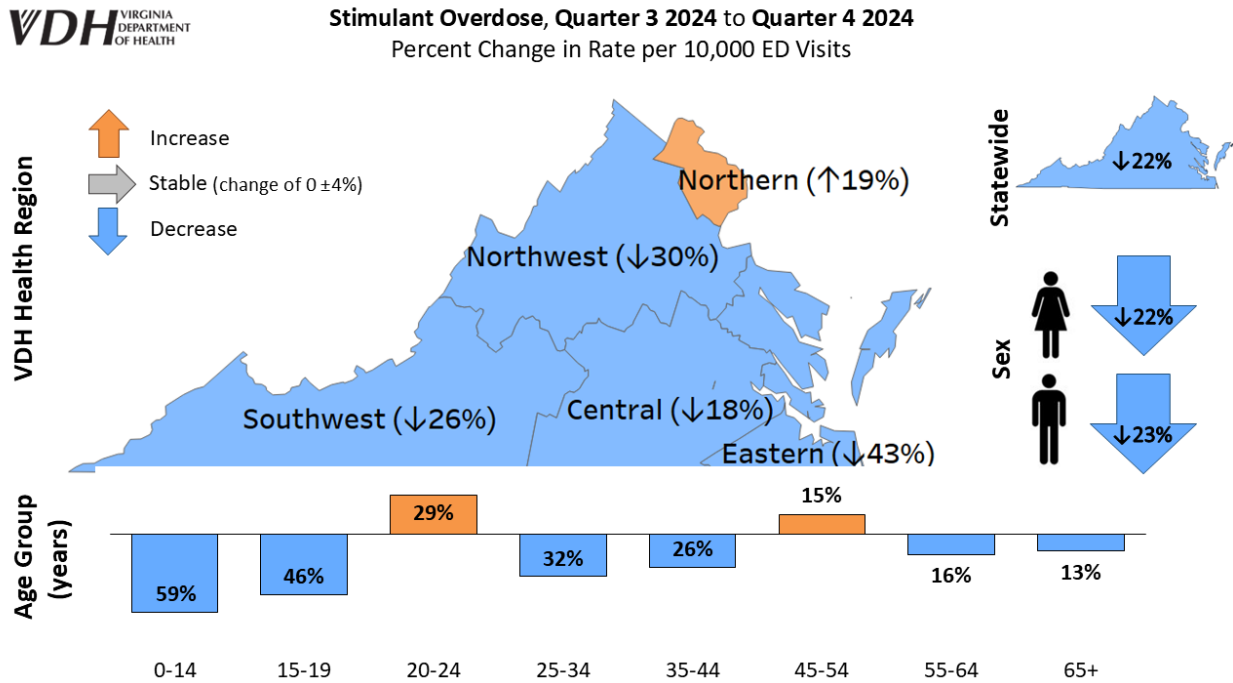 VDH VIRGINIA
DEPARTMENT
OF HEALTH
Stimulant Overdose, Quarter 3 2024 to Quarter 4 2024
Percent Change in Rate per 10,000 ED Visits
VDH Health Region
Increase
Stable (change of 0 ±4%)
Decrease
Northern (↑19%)
Northwest (↓30%)
Southwest (↓26%)
Central (↓18%)
Eastern (↓43%)
Statewide
↓22%
Sex
↓22%
↓23%
Age Group
(years)
59%
46%
29%
32%
26%
15%
16%
13%
0-14 15-19 20-24 25-34 35-44 45-54 55-64 65+